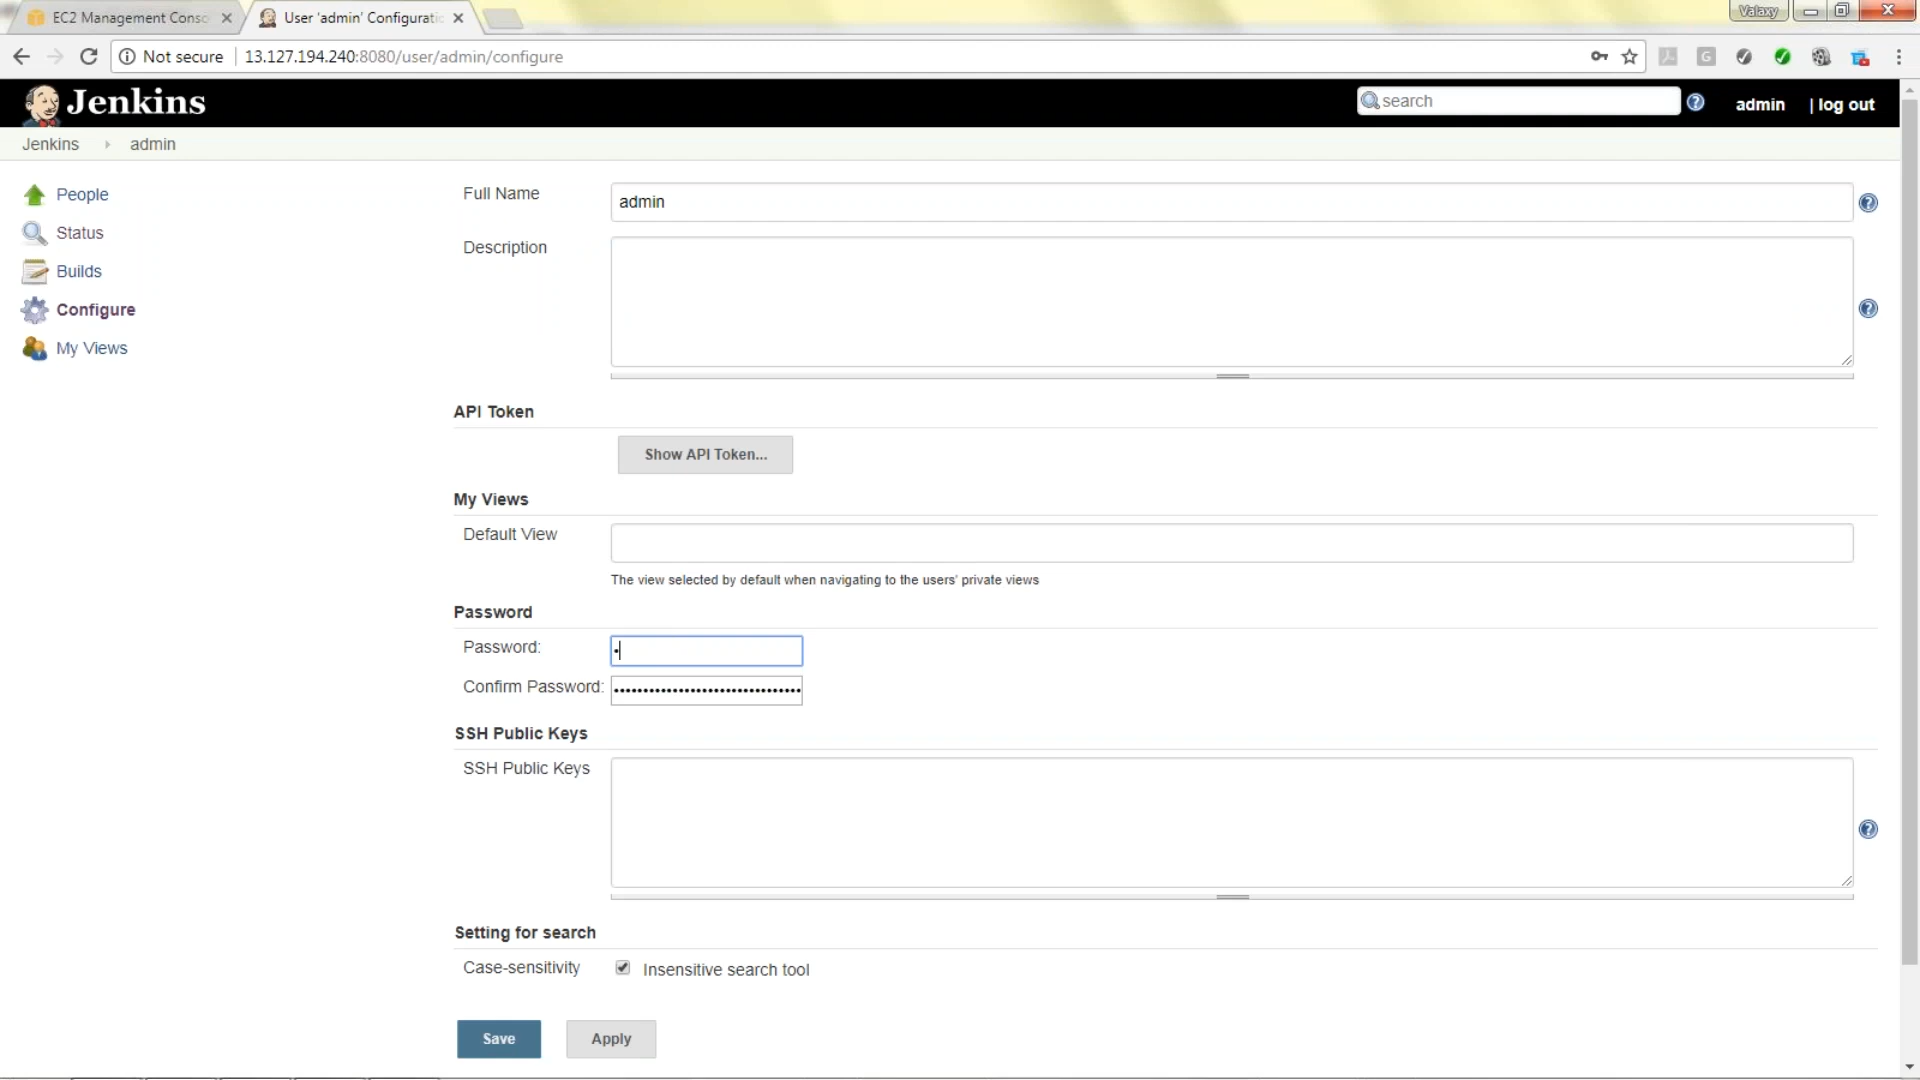 EC2 Management Conso
User 'admin' Configuratio
Valaxy
Not secure
13.127.194.240:8080/user/admin/configure
Jenkins
search
admin
| log out
Jenkins
admin
People
Status
Builds
Configure
My Views
Full Name
admin
Description
API Token
Show API Token...
My Views
Default View
The view selected by default when navigating to the users' private views
Password
Password:
•
Confirm Password:
••••••••••••••••••••••••••••••••
SSH Public Keys
SSH Public Keys
Setting for search
Case-sensitivity
Insensitive search tool
Save
Apply